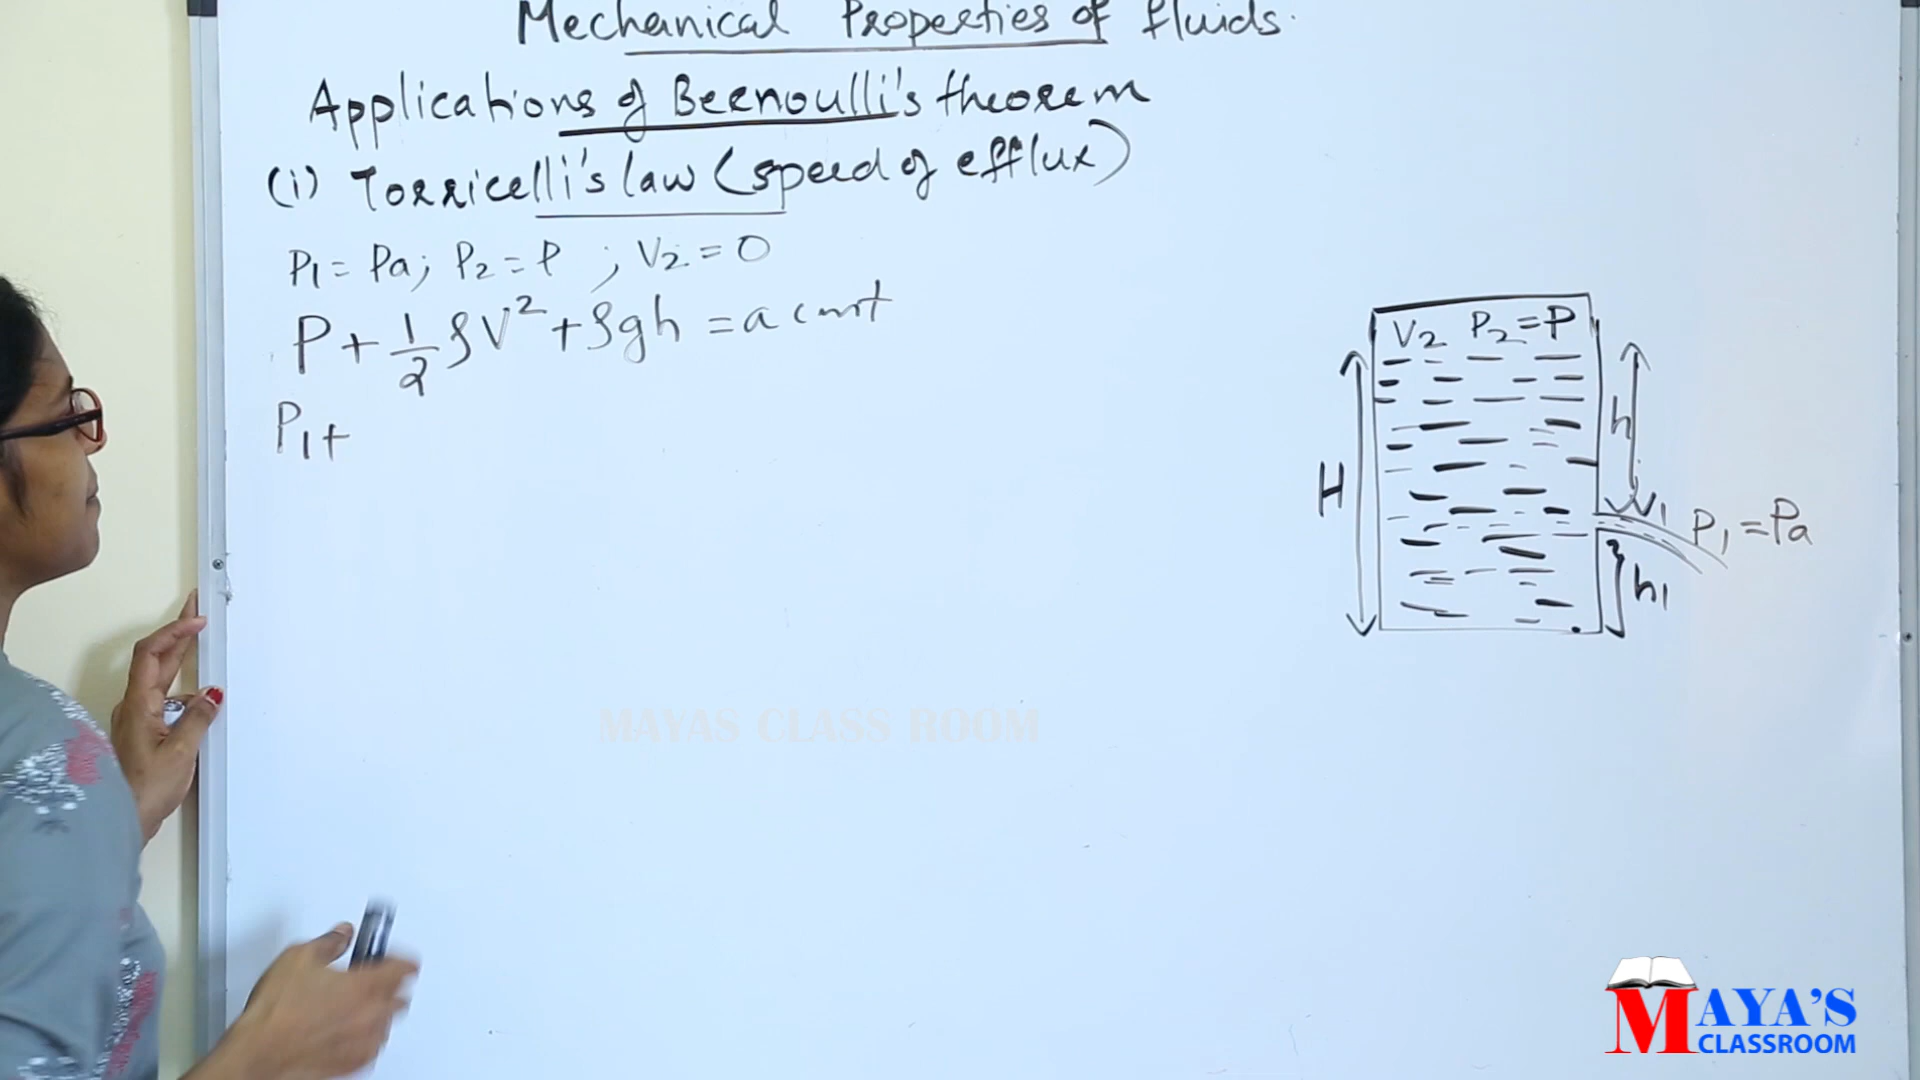 Mechanical Properties of fluids.
Applications of Bernoulli's theorem
(i) Torricelli's law (speed of efflux)
P₁ = Pa ; P₂ = P ; V₂ = 0
P + 1/2 ρV² + ρgh = a const
P₁ +
V₂ P₂ = P
h
H
V₁ P₁ = Pa
h₁
MAYAS CLASS ROOM
MAYA'S
CLASSROOM